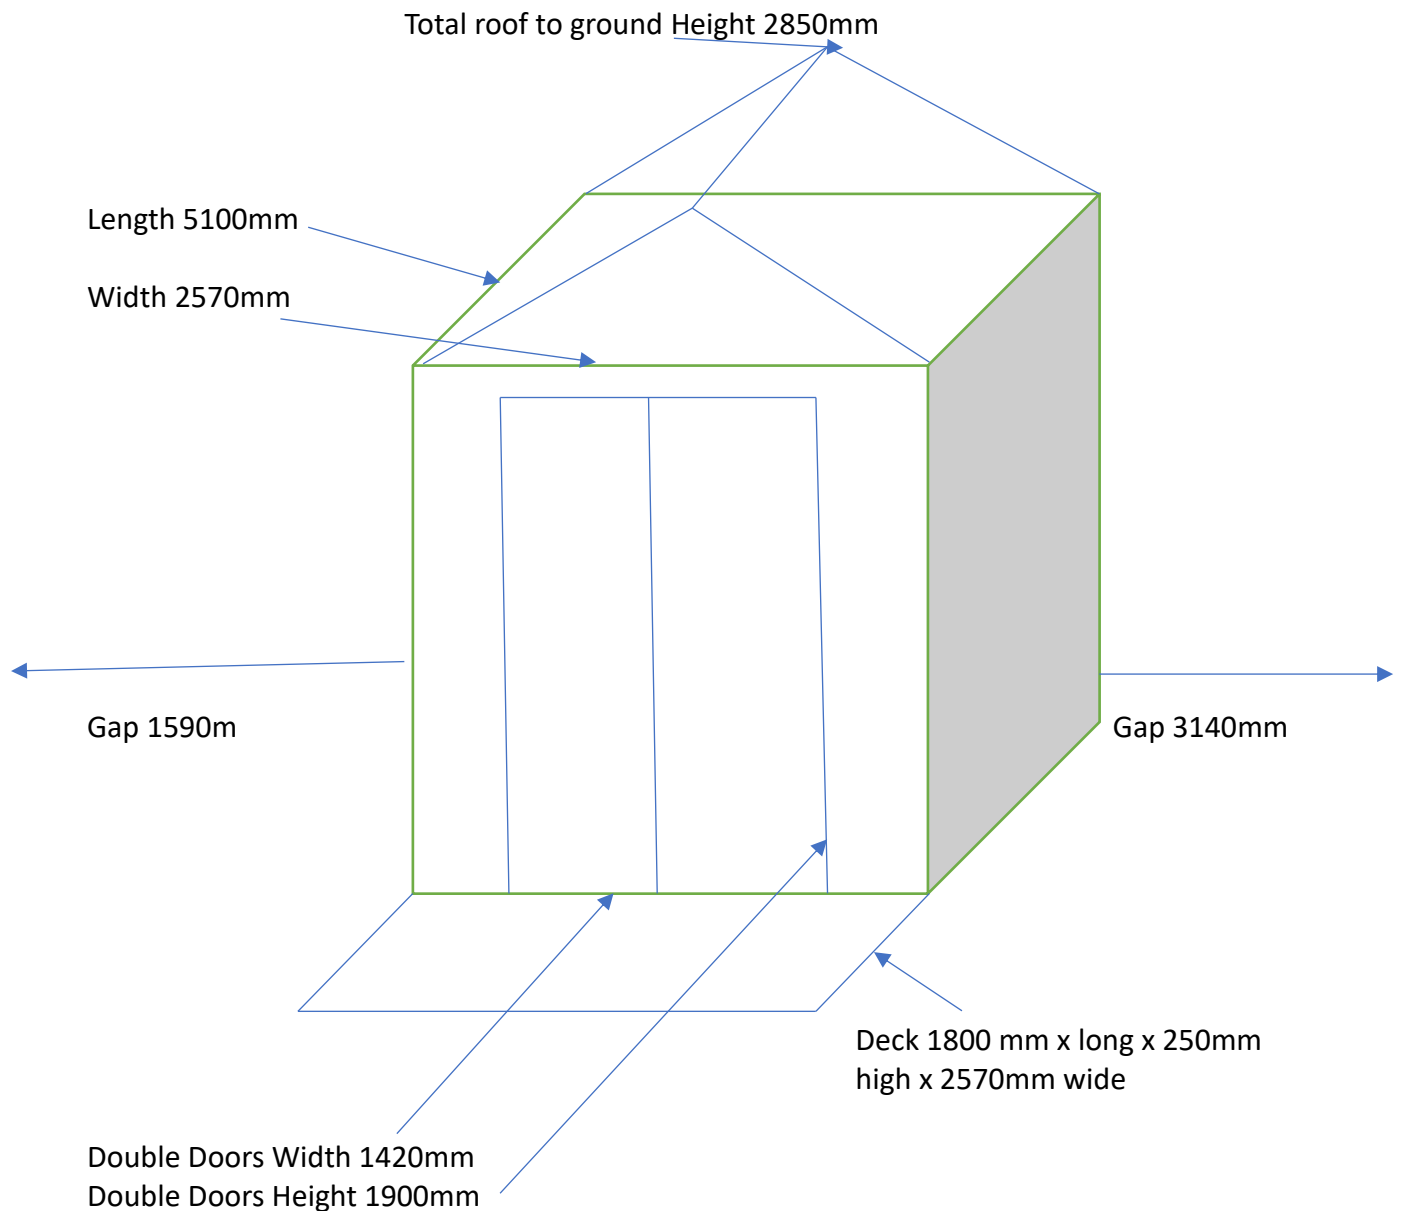 Total roof to ground Height 2850mm
Length 5100mm
Width 2570mm
Gap 1590m
Gap 3140mm
Deck 1800 mm x long x 250mm
high x 2570mm wide
Double Doors Width 1420mm
Double Doors Height 1900mm